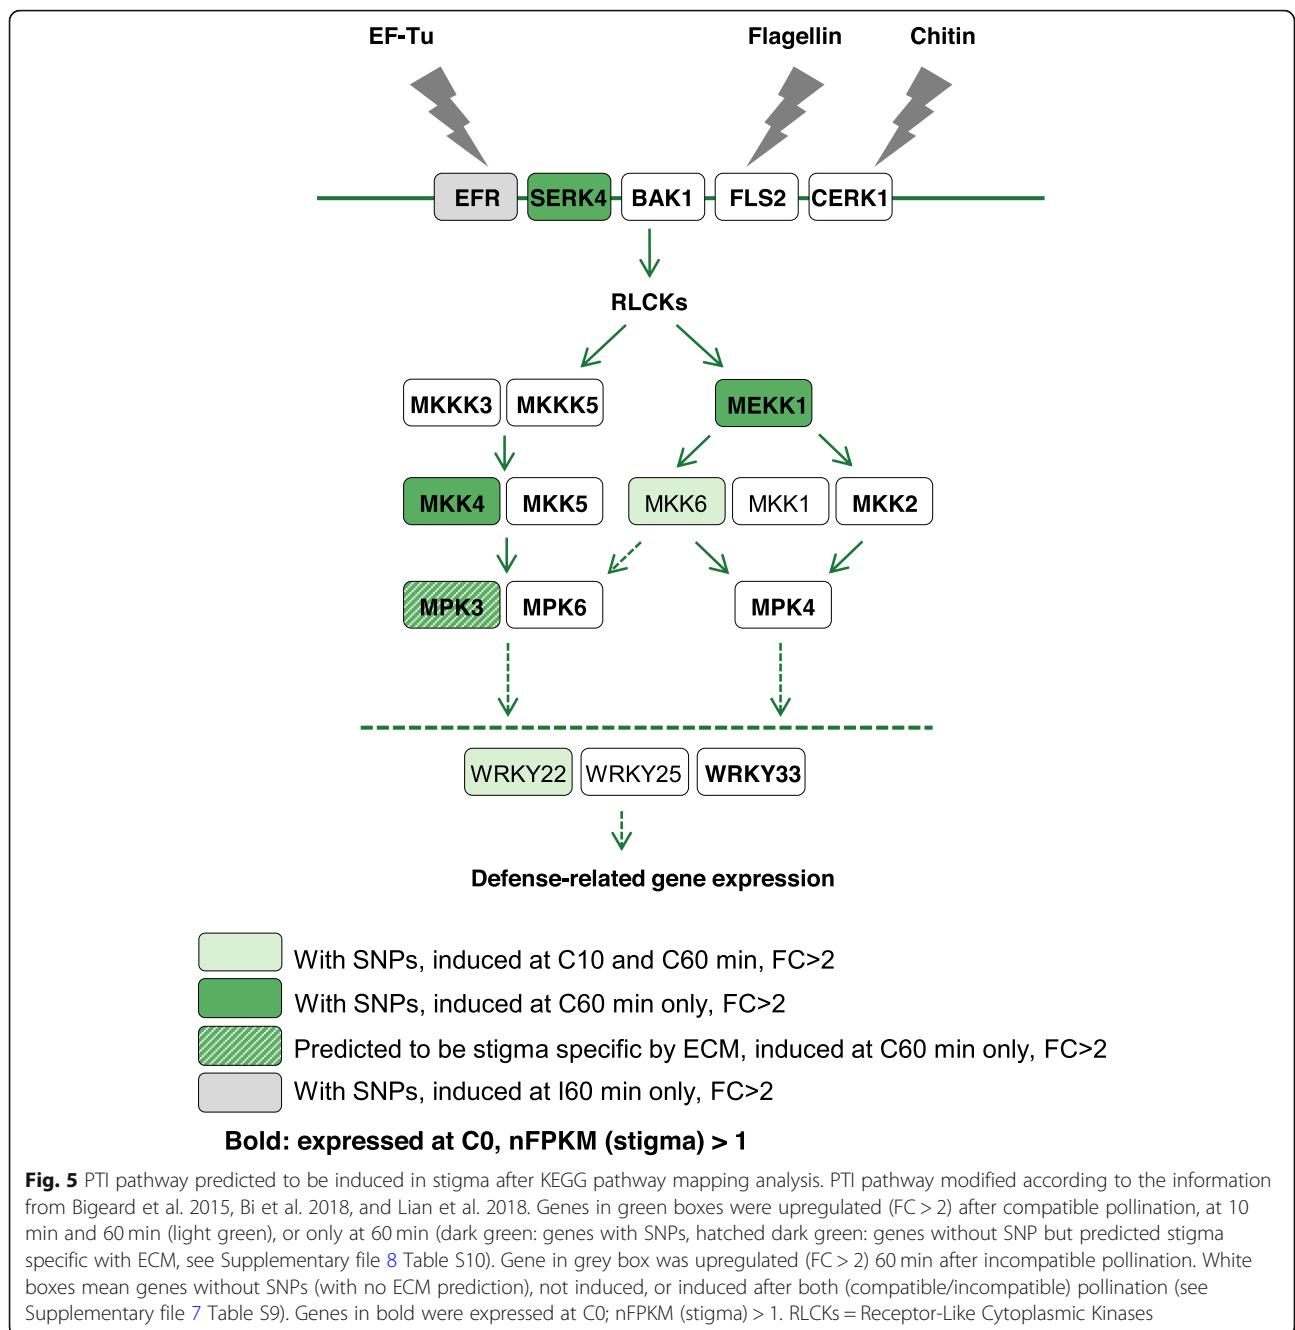 EF-Tu Flagellin Chitin
EFR SERK4 BAK1 FLS2 CERK1
RLCKs
MKKK3 MKKK5 MEKK1
MKK4 MKK5 MKK6 MKK1 MKK2
MPK3 MPK6 MPK4
WRKY22 WRKY25 WRKY33
Defense-related gene expression
With SNPs, induced at C10 and C60 min, FC>2
With SNPs, induced at C60 min only, FC>2
Predicted to be stigma specific by ECM, induced at C60 min only, FC>2
With SNPs, induced at I60 min only, FC>2
Bold: expressed at C0, nFPKM (stigma) > 1
Fig. 5 PTI pathway predicted to be induced in stigma after KEGG pathway mapping analysis. PTI pathway modified according to the information
from Bigeard et al. 2015, Bi et al. 2018, and Lian et al. 2018. Genes in green boxes were upregulated (FC > 2) after compatible pollination, at 10
min and 60 min (light green), or only at 60 min (dark green: genes with SNPs, hatched dark green: genes without SNP but predicted stigma
specific with ECM, see Supplementary file 8 Table S10). Gene in grey box was upregulated (FC > 2) 60 min after incompatible pollination. White
boxes mean genes without SNPs (with no ECM prediction), not induced, or induced after both (compatible/incompatible) pollination (see
Supplementary file 7 Table S9). Genes in bold were expressed at C0; nFPKM (stigma) > 1. RLCKs = Receptor-Like Cytoplasmic Kinases